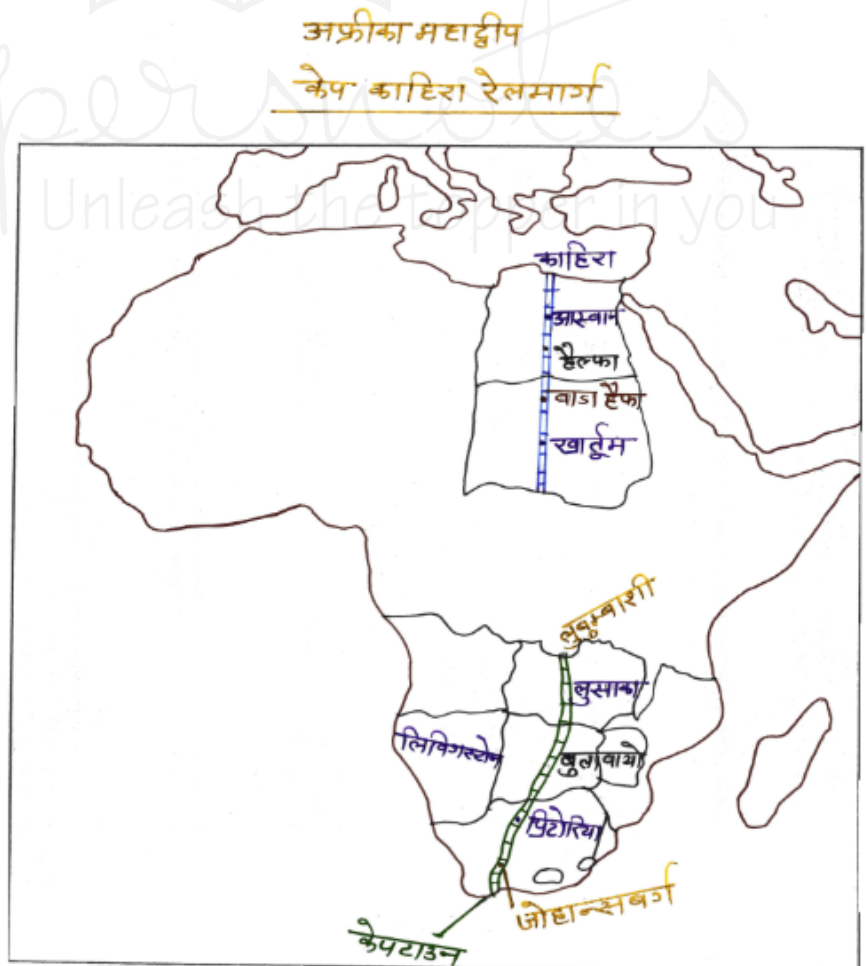 अफ्रीका महाद्वीप
केप काहिरा रेलमार्ग
Unleash the topper in you
काहिरा
आस्वान
हैल्फा
वाडा हैफा
खार्तूम
लुबुम्बाशी
लुसाका
लिविंगस्टोन
बुलावायो
प्रिटोरिया
जोहान्सबर्ग
केपटाउन